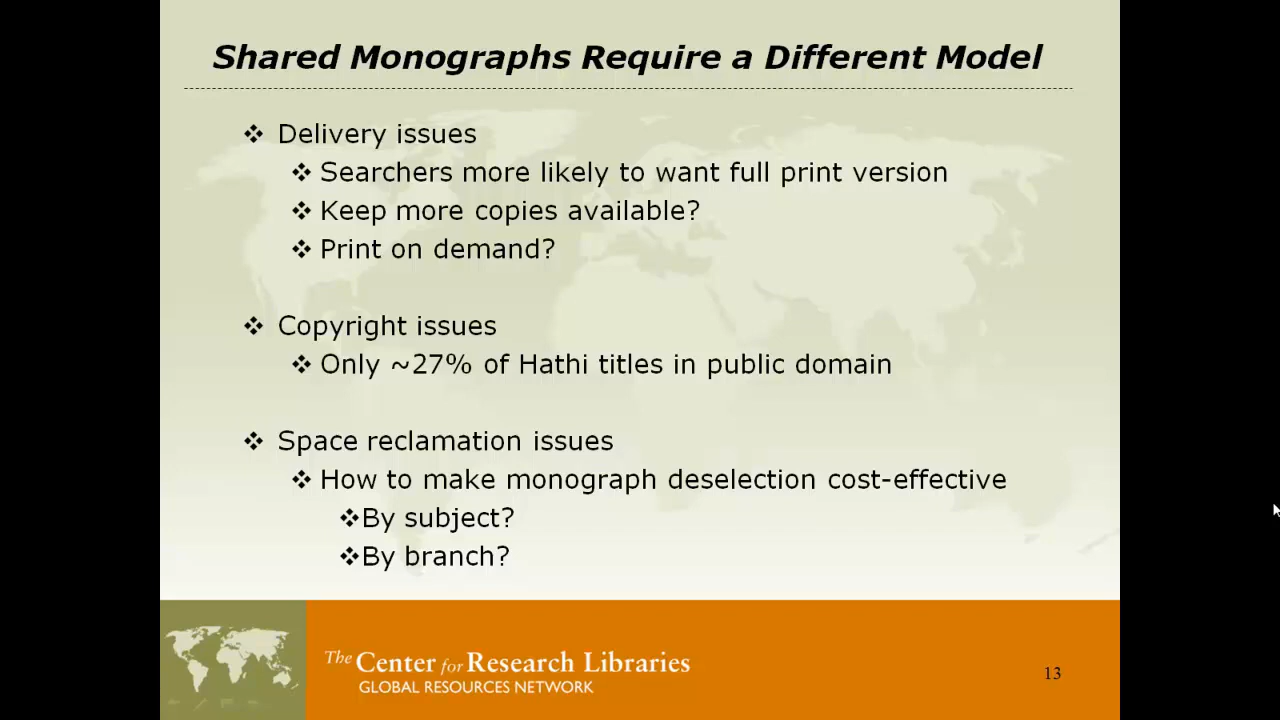 Shared Monographs Require a Different Model
❖ Delivery issues
❖ Searchers more likely to want full print version
❖ Keep more copies available?
❖ Print on demand?
❖ Copyright issues
❖ Only ~27% of Hathi titles in public domain
❖ Space reclamation issues
❖ How to make monograph deselection cost-effective
❖By subject?
❖By branch?
The Center for Research Libraries
GLOBAL RESOURCES NETWORK
13